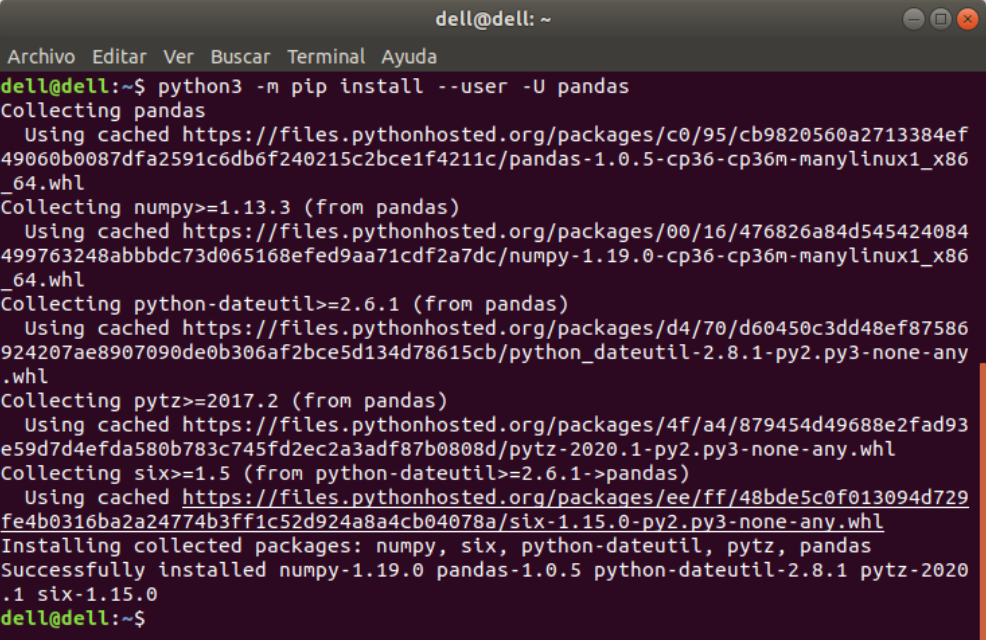 dell@dell: ~
Archivo Editar Ver Buscar Terminal Ayuda
dell@dell:~$ python3 -m pip install --user -U pandas
Collecting pandas
  Using cached https://files.pythonhosted.org/packages/c0/95/cb9820560a2713384ef
49060b0087dfa2591c6db6f240215c2bce1f4211c/pandas-1.0.5-cp36-cp36m-manylinux1_x86
_64.whl
Collecting numpy>=1.13.3 (from pandas)
  Using cached https://files.pythonhosted.org/packages/00/16/476826a84d545424084
499763248abbbdc73d065168efed9aa71cdf2a7dc/numpy-1.19.0-cp36-cp36m-manylinux1_x86
_64.whl
Collecting python-dateutil>=2.6.1 (from pandas)
  Using cached https://files.pythonhosted.org/packages/d4/70/d60450c3dd48ef87586
924207ae8907090de0b306af2bce5d134d78615cb/python_dateutil-2.8.1-py2.py3-none-any
.whl
Collecting pytz>=2017.2 (from pandas)
  Using cached https://files.pythonhosted.org/packages/4f/a4/879454d49688e2fad93
e59d7d4efda580b783c745fd2ec2a3adf87b0808d/pytz-2020.1-py2.py3-none-any.whl
Collecting six>=1.5 (from python-dateutil>=2.6.1->pandas)
  Using cached https://files.pythonhosted.org/packages/ee/ff/48bde5c0f013094d729
fe4b0316ba2a24774b3ff1c52d924a8a4cb04078a/six-1.15.0-py2.py3-none-any.whl
Installing collected packages: numpy, six, python-dateutil, pytz, pandas
Successfully installed numpy-1.19.0 pandas-1.0.5 python-dateutil-2.8.1 pytz-2020
.1 six-1.15.0
dell@dell:~$